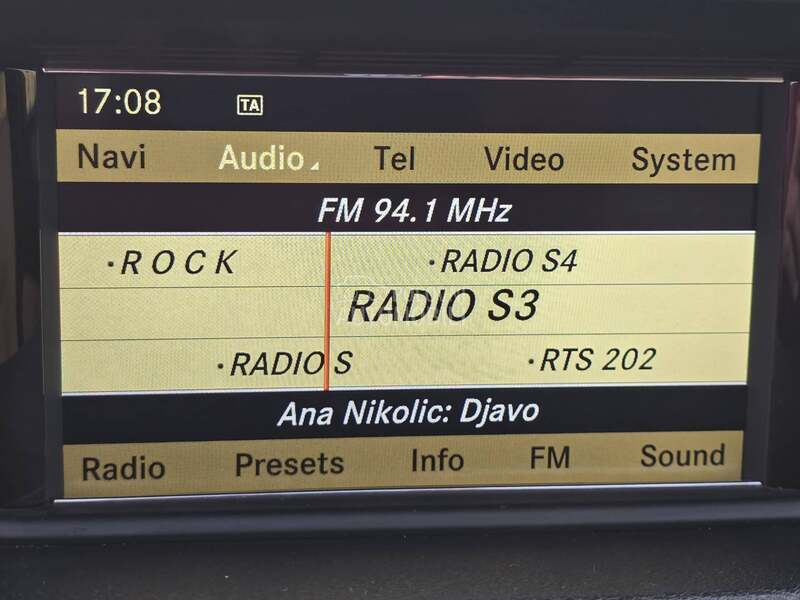 17:08 TA
Navi Audio Tel Video System
FM 94.1 MHz
·R O C K ·RADIO S4
RADIO S3
·RADIO S ·RTS 202
Ana Nikolic: Djavo
Radio Presets Info FM Sound